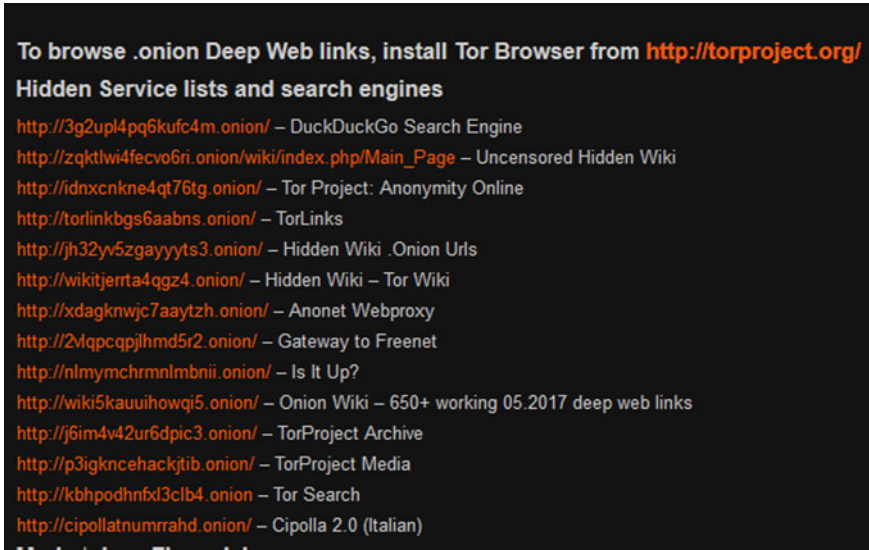 To browse .onion Deep Web links, install Tor Browser from http://torproject.org/
Hidden Service lists and search engines
http://3g2upl4pq6kufc4m.onion/ – DuckDuckGo Search Engine
http://zqktlwi4fecvo6ri.onion/wiki/index.php/Main_Page – Uncensored Hidden Wiki
http://idnxcnkne4qt76tg.onion/ – Tor Project: Anonymity Online
http://torlinkbgs6aabns.onion/ – TorLinks
http://jh32yv5zgayyyts3.onion/ – Hidden Wiki .Onion Urls
http://wikitjerrta4qgz4.onion/ – Hidden Wiki – Tor Wiki
http://xdagknwjc7aaytzh.onion/ – Anonet Webproxy
http://2vlqpcqpjlhmd5r2.onion/ – Gateway to Freenet
http://nlmymchrmnlmbnii.onion/ – Is It Up?
http://wiki5kauuihowqi5.onion/ – Onion Wiki – 650+ working 05.2017 deep web links
http://j6im4v42ur6dpic3.onion/ – TorProject Archive
http://p3igkncehackjtib.onion/ – TorProject Media
http://kbhpodhnfxl3clb4.onion – Tor Search
http://cipollatnumrrahd.onion/ – Cipolla 2.0 (Italian)